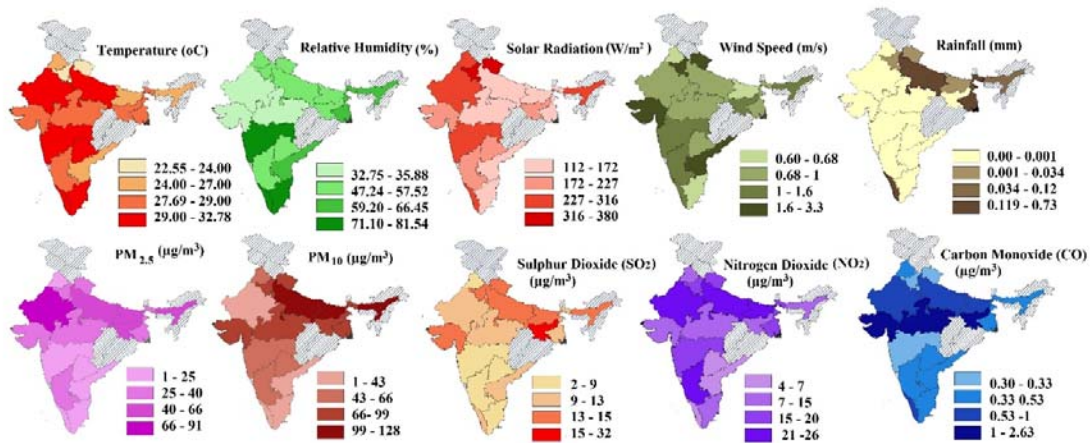 Temperature (oC)
22.55 - 24.00
24.00 - 27.00
27.69 - 29.00
29.00 - 32.78
Relative Humidity (%)
32.75 - 35.88
47.24 - 57.52
59.20 - 66.45
71.10 - 81.54
Solar Radiation (W/m²)
112 - 172
172 - 227
227 - 316
316 - 380
Wind Speed (m/s)
0.60 - 0.68
0.68 - 1
1 - 1.6
1.6 - 3.3
Rainfall (mm)
0.00 - 0.001
0.001 - 0.034
0.034 - 0.12
0.119 - 0.73
PM 2.5 (µg/m³)
1 - 25
25 - 40
40 - 66
66 - 91
PM10 (µg/m³)
1 - 43
43 - 66
66- 99
99 - 128
Sulphur Dioxide (SO2)
(µg/m³)
2 - 9
9 - 13
13 - 15
15 - 32
Nitrogen Dioxide (NO2)
(µg/m³)
4 - 7
7 - 15
15 - 20
21 -26
Carbon Monoxide (CO)
(µg/m³)
0.30 - 0.33
0.33 0.53
0.53 -1
1 - 2.63